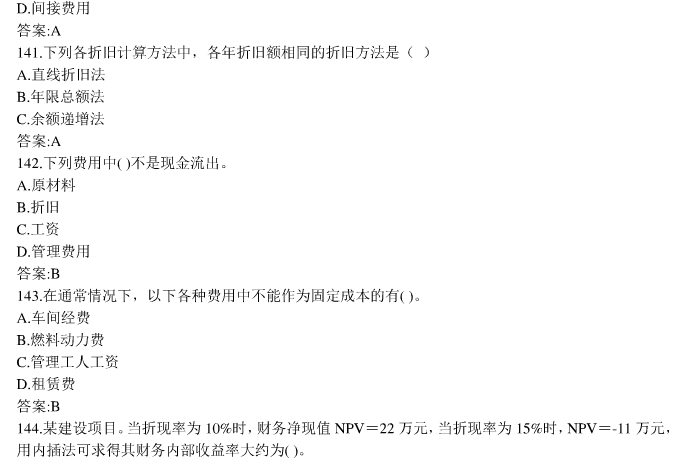 D.间接费用
答案:A
141.下列各折旧计算方法中，各年折旧额相同的折旧方法是（ ）
A.直线折旧法
B.年限总额法
C.余额递增法
答案:A
142.下列费用中( )不是现金流出。
A.原材料
B.折旧
C.工资
D.管理费用
答案:B
143.在通常情况下，以下各种费用中不能作为固定成本的有( )。
A.车间经费
B.燃料动力费
C.管理工人工资
D.租赁费
答案:B
144.某建设项目。当折现率为 10%时，财务净现值 NPV＝22 万元，当折现率为 15%时，NPV＝-11 万元，
用内插法可求得其财务内部收益率大约为( )。